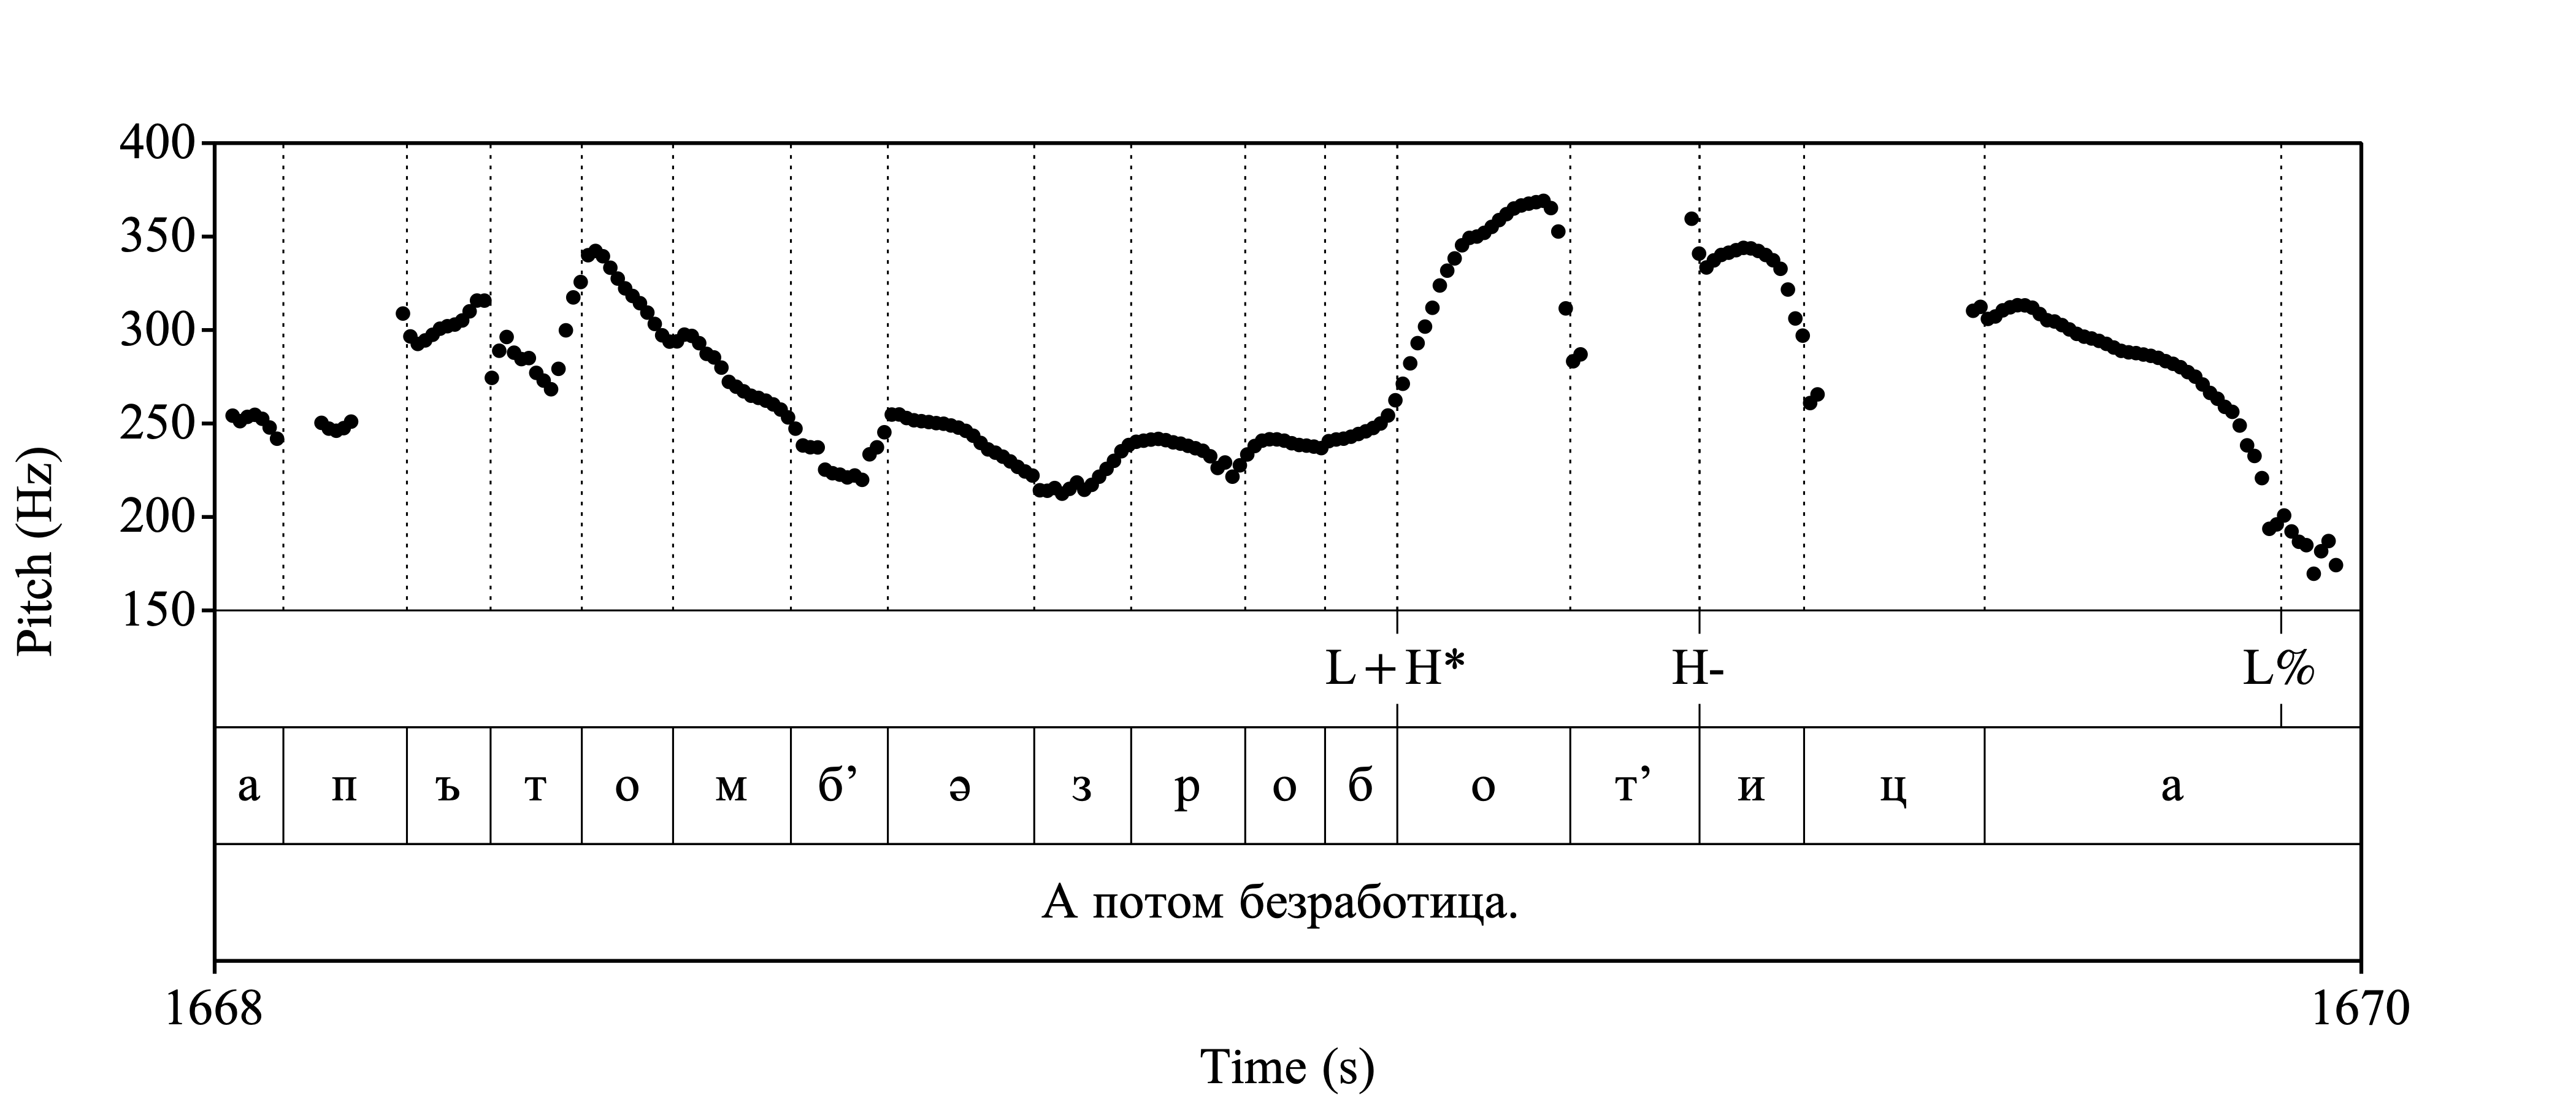 400
350
300
250
200
150
Pitch (Hz)
L+H* H- L%
а п ъ т о м б’ ə з р о б о т’ и ц а
А потом безработица.
1668 1670
Time (s)